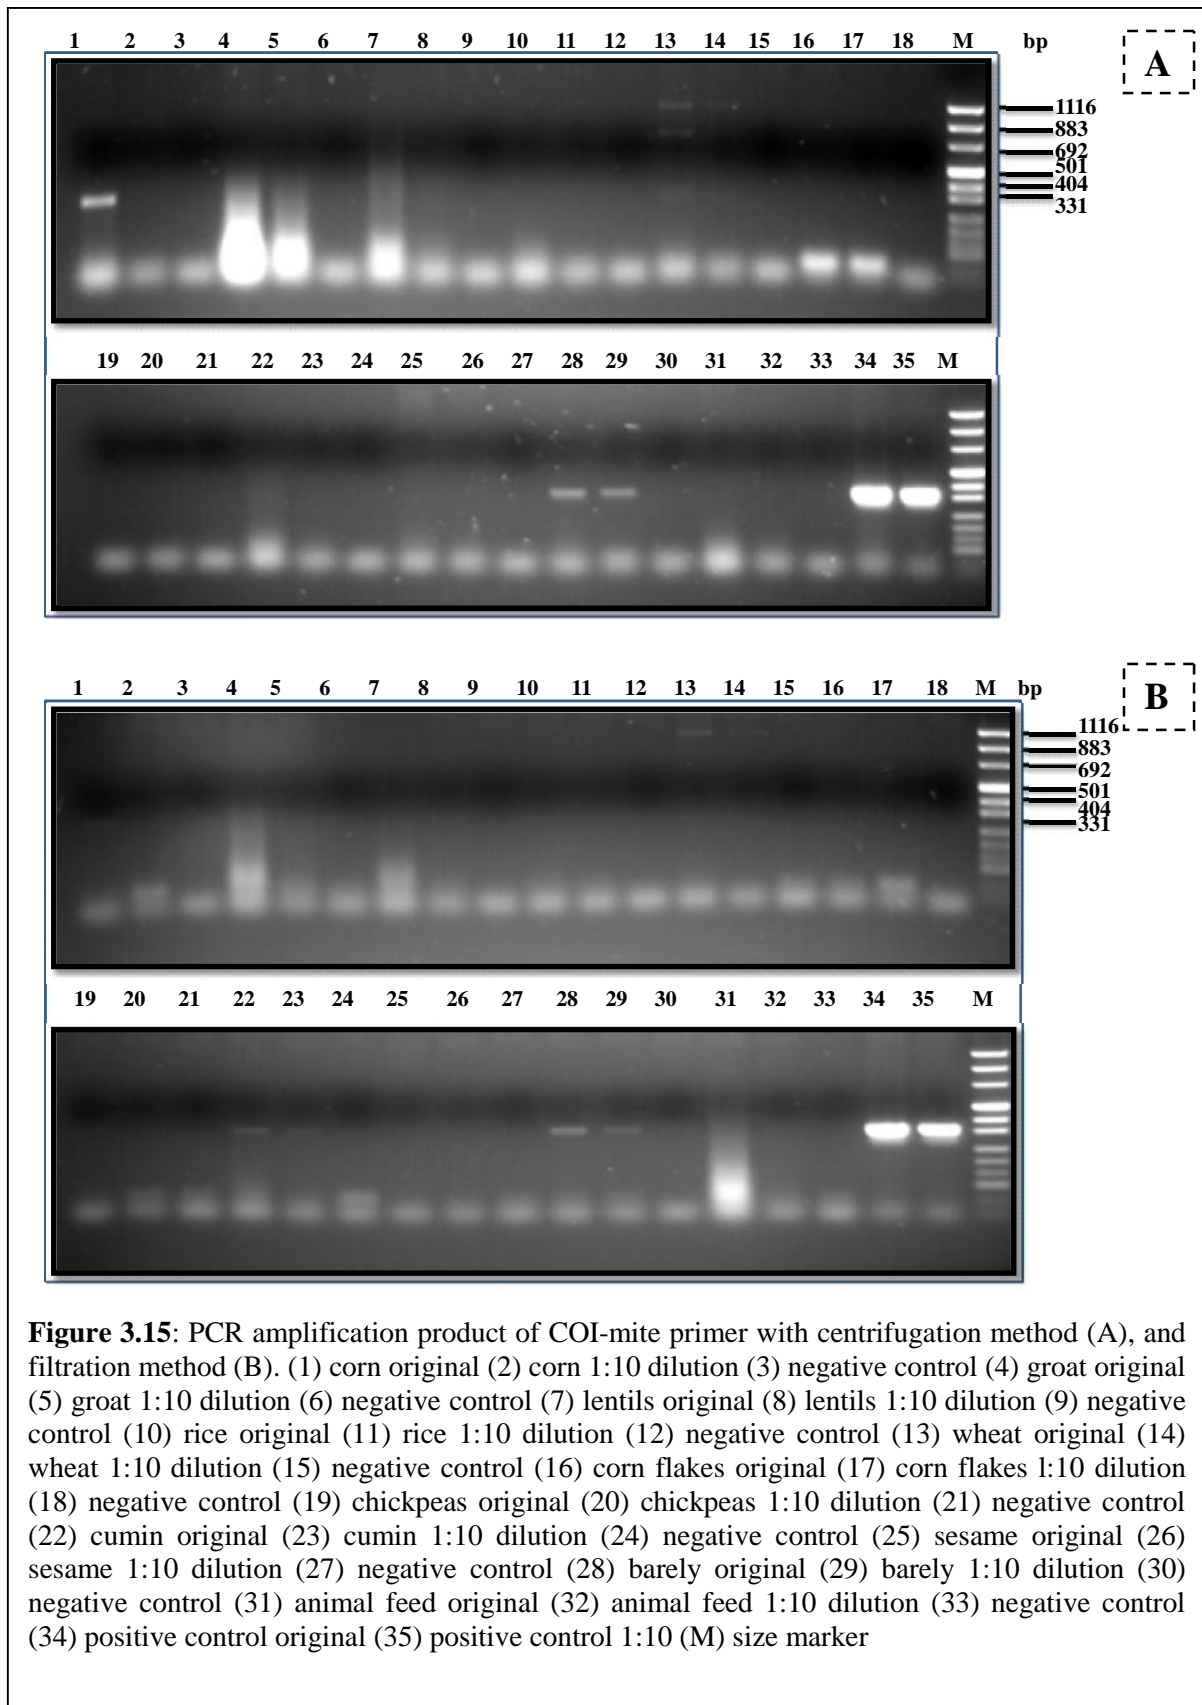 1 2 3 4 5 6 7 8 9 10 11 12 13 14 15 16 17 18 M bp
A
1116
883
692
501
404
331
19 20 21 22 23 24 25 26 27 28 29 30 31 32 33 34 35 M
1 2 3 4 5 6 7 8 9 10 11 12 13 14 15 16 17 18 M bp
B
1116
883
692
501
404
331
19 20 21 22 23 24 25 26 27 28 29 30 31 32 33 34 35 M
Figure 3.15: PCR amplification product of COI-mite primer with centrifugation method (A), and
filtration method (B). (1) corn original (2) corn 1:10 dilution (3) negative control (4) groat original
(5) groat 1:10 dilution (6) negative control (7) lentils original (8) lentils 1:10 dilution (9) negative
control (10) rice original (11) rice 1:10 dilution (12) negative control (13) wheat original (14)
wheat 1:10 dilution (15) negative control (16) corn flakes original (17) corn flakes l:10 dilution
(18) negative control (19) chickpeas original (20) chickpeas 1:10 dilution (21) negative control
(22) cumin original (23) cumin 1:10 dilution (24) negative control (25) sesame original (26)
sesame 1:10 dilution (27) negative control (28) barely original (29) barely 1:10 dilution (30)
negative control (31) animal feed original (32) animal feed 1:10 dilution (33) negative control
(34) positive control original (35) positive control 1:10 (M) size marker